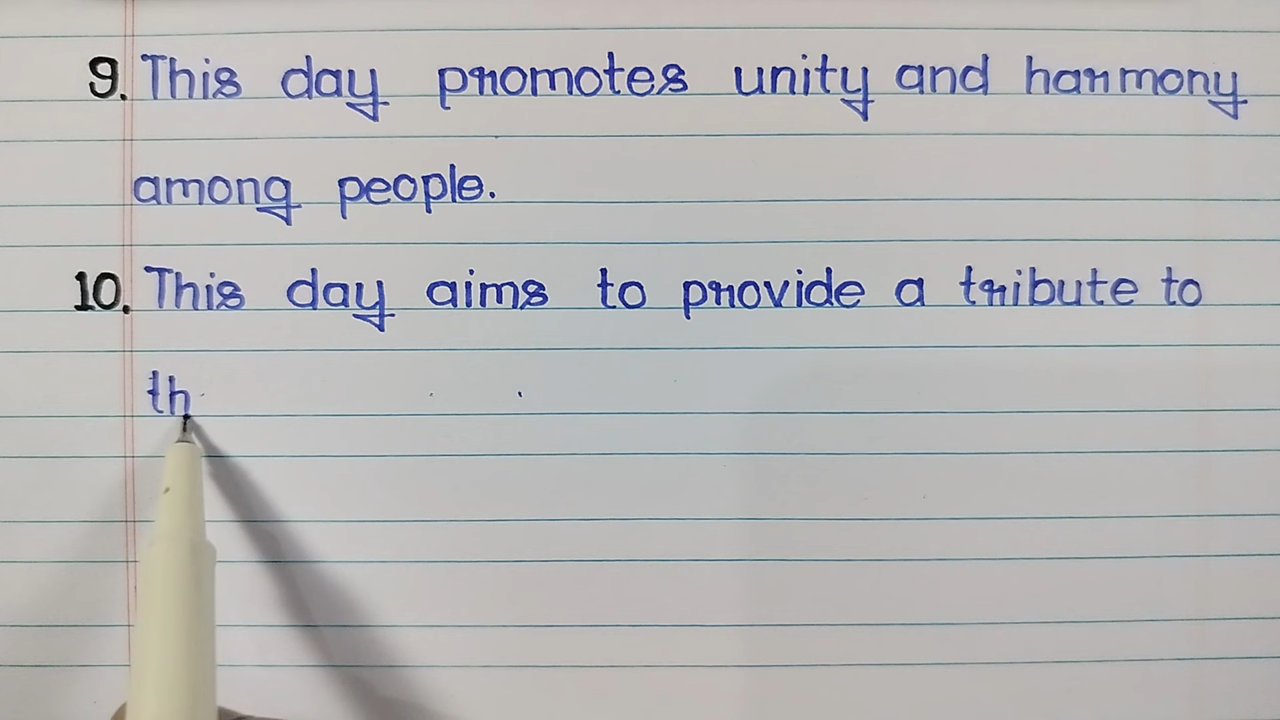 9. This day promotes unity and harmony
among people.
10. This day aims to provide a tribute to
th